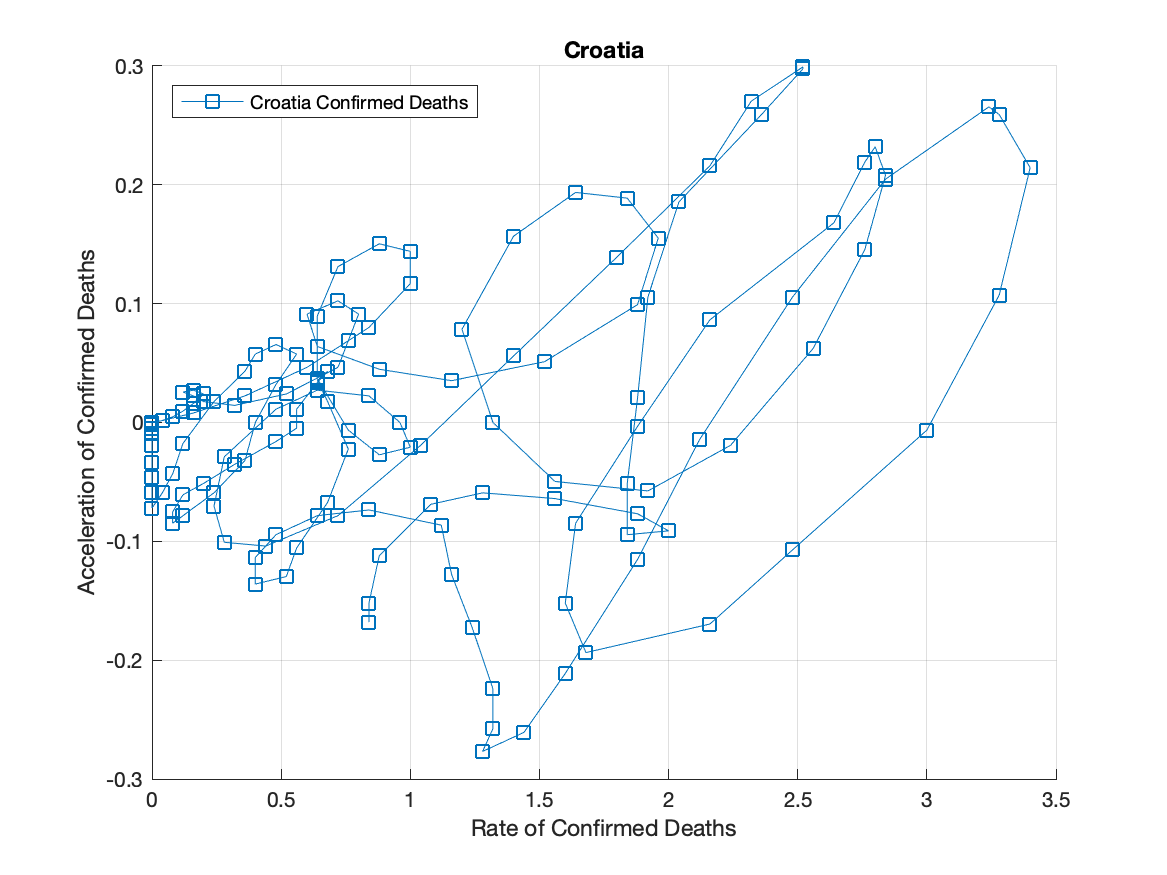 Croatia
Croatia Confirmed Deaths
0.3
0.2
0.1
0
-0.1
-0.2
-0.3
Acceleration of Confirmed Deaths
0 0.5 1 1.5 2 2.5 3 3.5
Rate of Confirmed Deaths